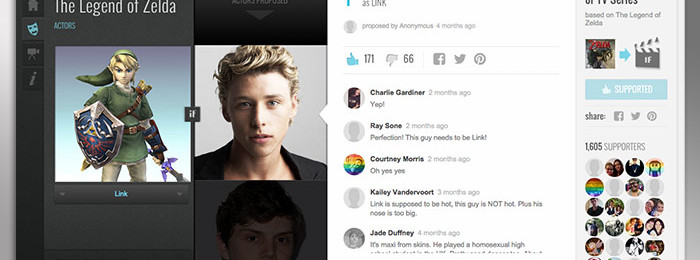 The Legend of Zelda
ACTORS
ACTORS PROPOSED
Link
if
as LINK
proposed by Anonymous 4 months ago
171
66
Charlie Gardiner 2 months ago
Yep!
Ray Sone 2 months ago
Perfection! This guy needs to be Link!
Courtney Morris 2 months ago
Oh yes yes
Kailey Vandervoort 3 months ago
Link is supposed to be hot, this guy is NOT hot. Plus his
nose is too big.
Jade Duffney 4 months ago
It's maxi from skins. He played a homosexual high
or TV Series
based on The Legend of
Zelda
IF
SUPPORTED
share:
1,605 SUPPORTERS